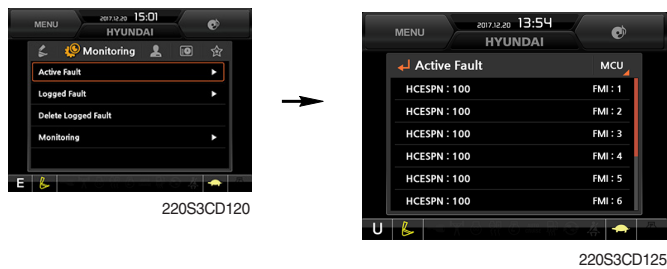 MENU
2017.12.20 15:01
HYUNDAI
Monitoring
Active Fault
Logged Fault
Delete Logged Fault
Monitoring
E
220S3CD120
MENU
2017.12.20 13:54
HYUNDAI
Active Fault MCU
HCESPN : 100 FMI : 1
HCESPN : 100 FMI : 2
HCESPN : 100 FMI : 3
HCESPN : 100 FMI : 4
HCESPN : 100 FMI : 5
HCESPN : 100 FMI : 6
U
220S3CD125